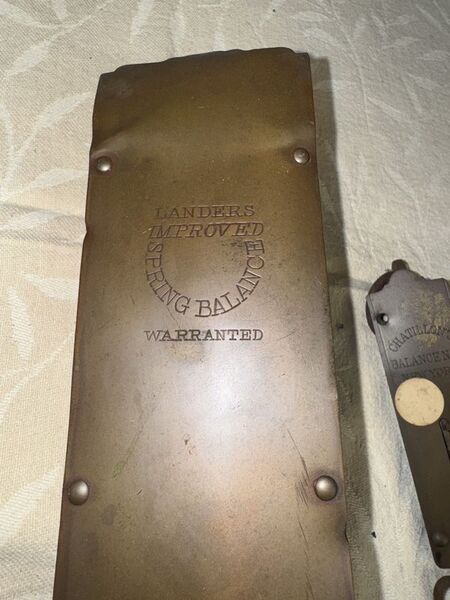 LANDERS
IMPROVED
SPRING BALANCE
WARRANTED
CHATILLON
BALANCE